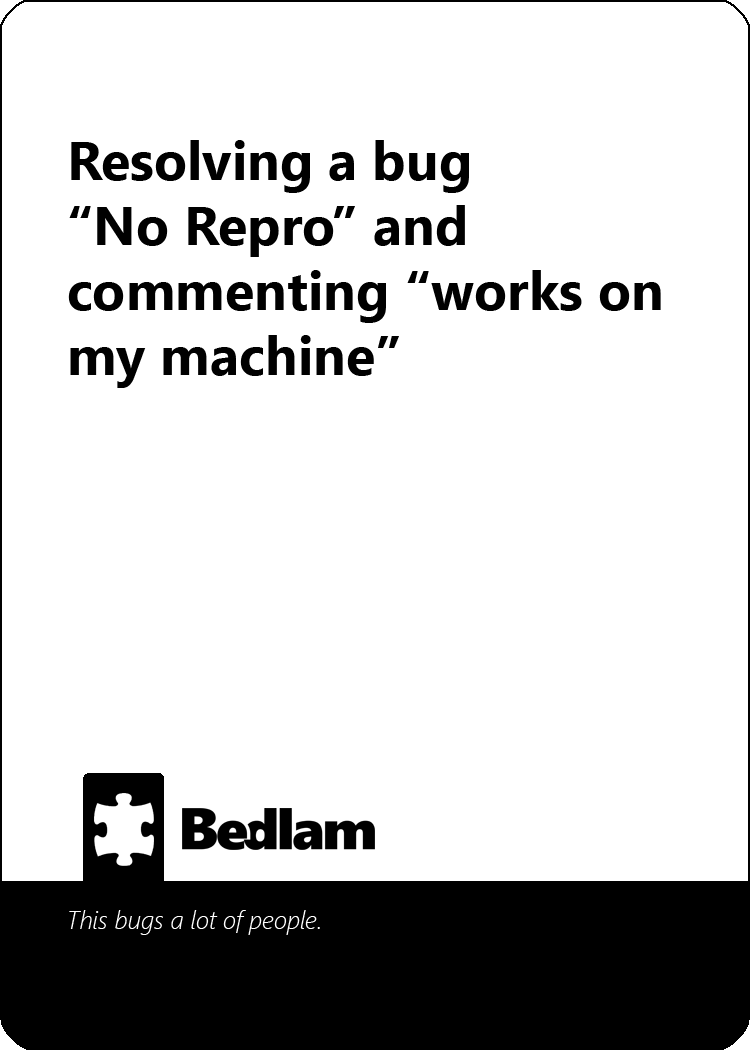 Resolving a bug
“No Repro” and
commenting “works on
my machine”
Bedlam
This bugs a lot of people.